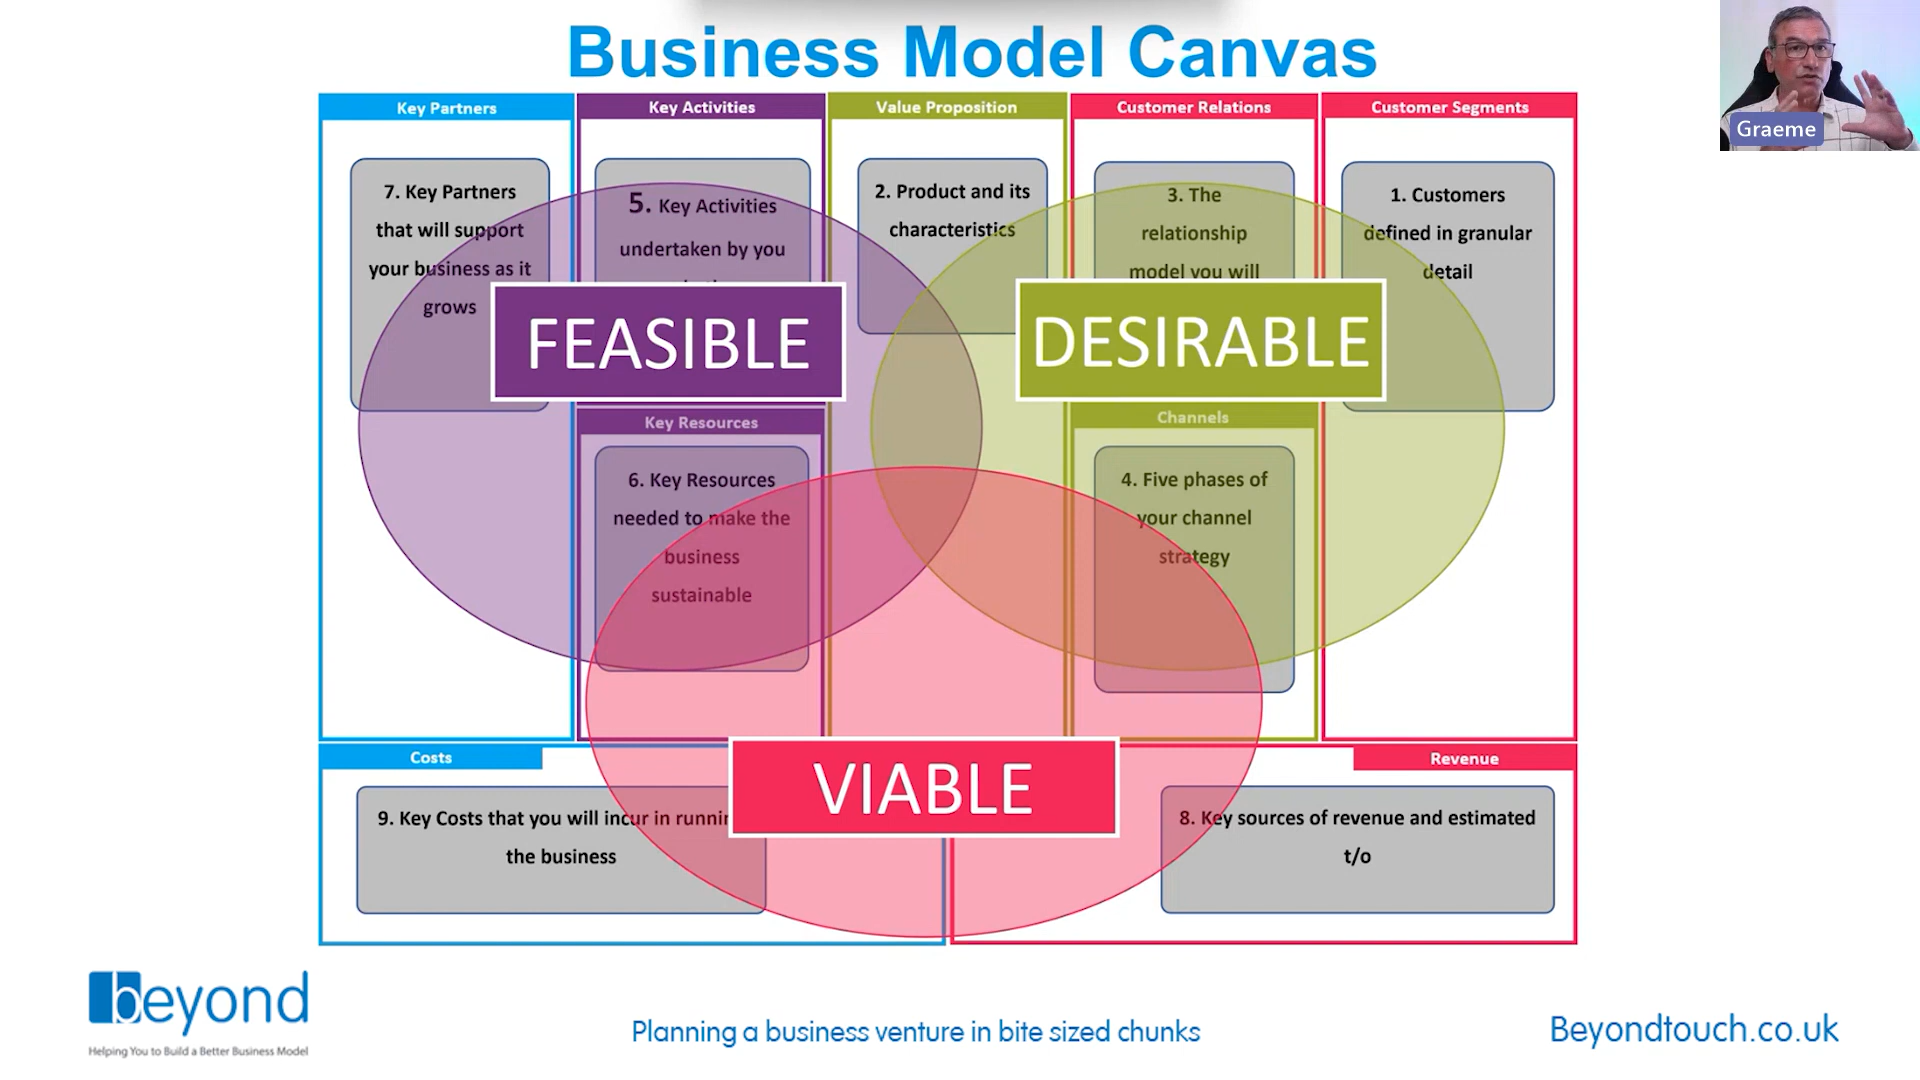 Business Model Canvas
Graeme
Key Partners
Key Activities
Value Proposition
Customer Relations
Customer Segments
7. Key Partners
that will support
your business as it
grows
5. Key Activities
undertaken by you
2. Product and its
characteristics
3. The
relationship
model you will
1. Customers
defined in granular
detail
FEASIBLE
DESIRABLE
Key Resources
6. Key Resources
needed to make the
business
sustainable
Channels
4. Five phases of
your channel
strategy
VIABLE
Costs
9. Key Costs that you will incur in
the business
Revenue
8. Key sources of revenue and estimated
t/o
beyond
Helping You to Build a Better Business Model
Planning a business venture in bite sized chunks
Beyondtouch.co.uk